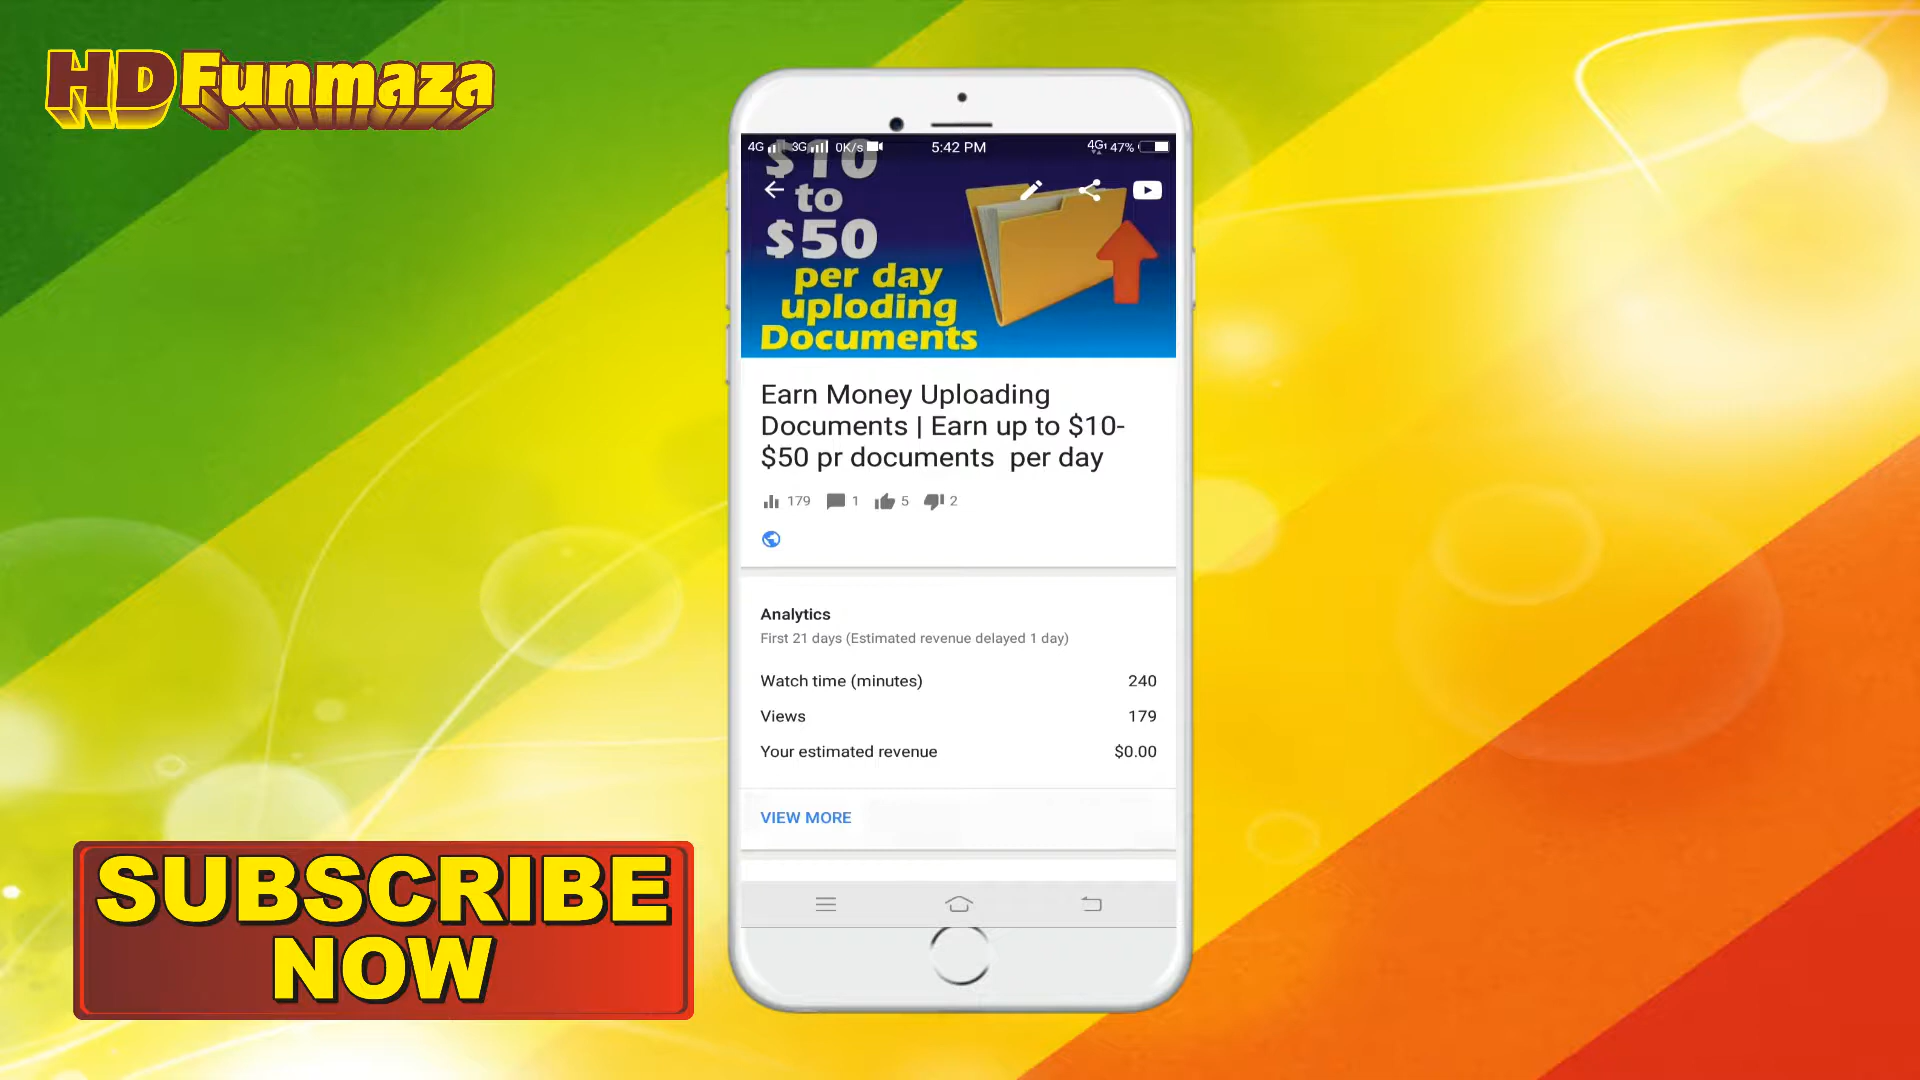 HD Funmaza
4G 3G 0K/s 5:42 PM 4G 47%
$10
to
$50
per day
uploding
Documents
Earn Money Uploading
Documents | Earn up to $10-
$50 pr documents per day
179 1 5 2
Analytics
First 21 days (Estimated revenue delayed 1 day)
Watch time (minutes) 240
Views 179
Your estimated revenue $0.00
VIEW MORE
SUBSCRIBE
NOW